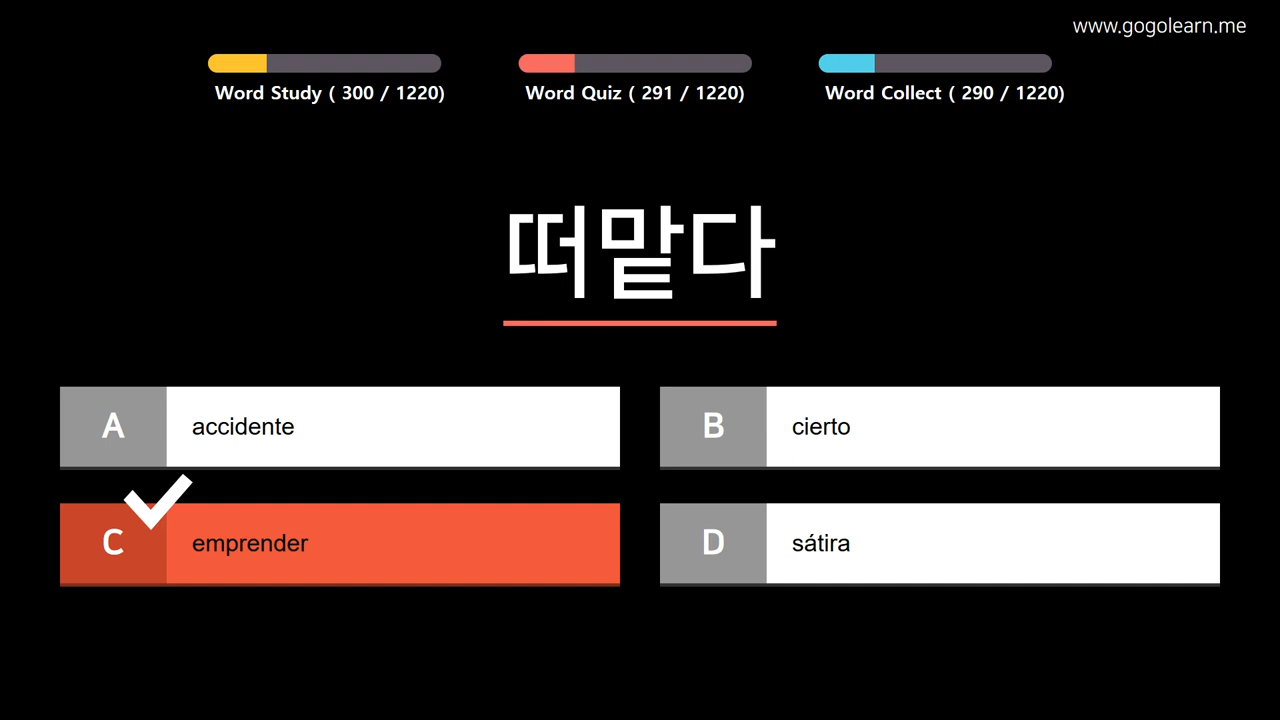 www.gogolearn.me
Word Study ( 300 / 1220)
Word Quiz ( 291 / 1220)
Word Collect ( 290 / 1220)
떠맡다
A accidente
B cierto
C emprender
D sátira